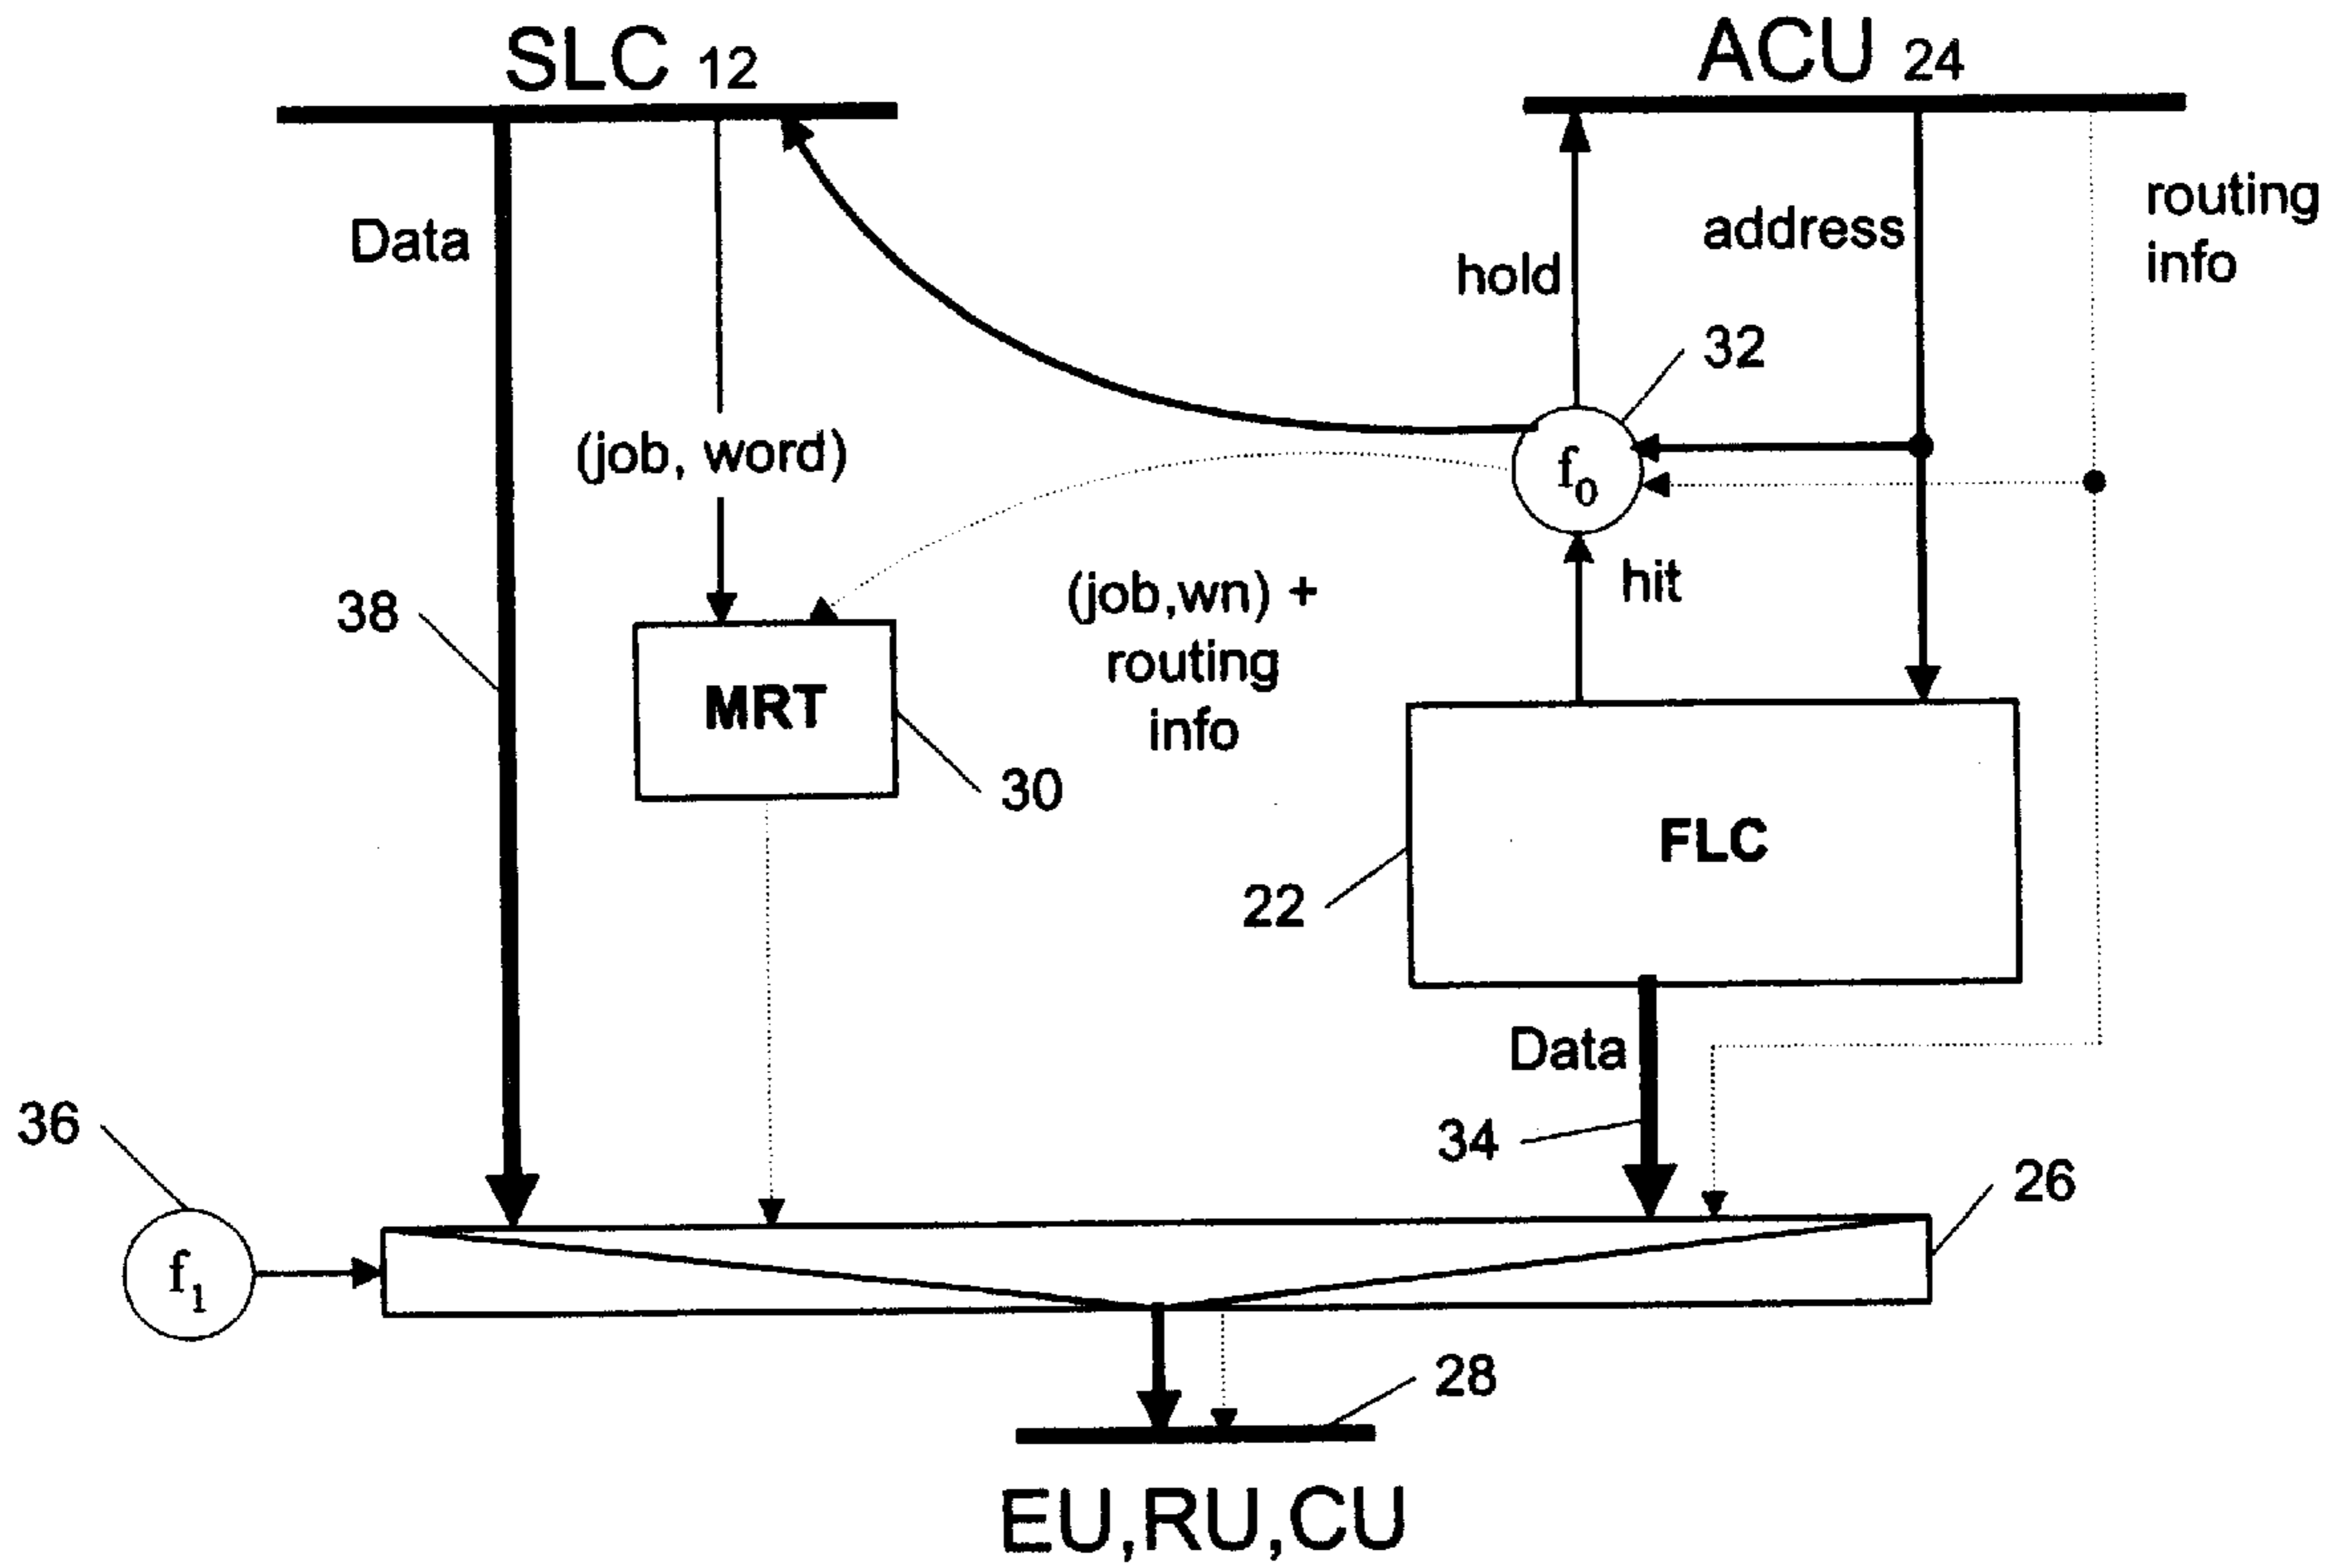 SLC 12
ACU 24
Data
address
routing
info
hold
32
(job, word)
f0
38
(job,wn) +
routing
info
hit
MRT
30
FLC
22
Data
36
34
26
f1
28
EU,RU,CU